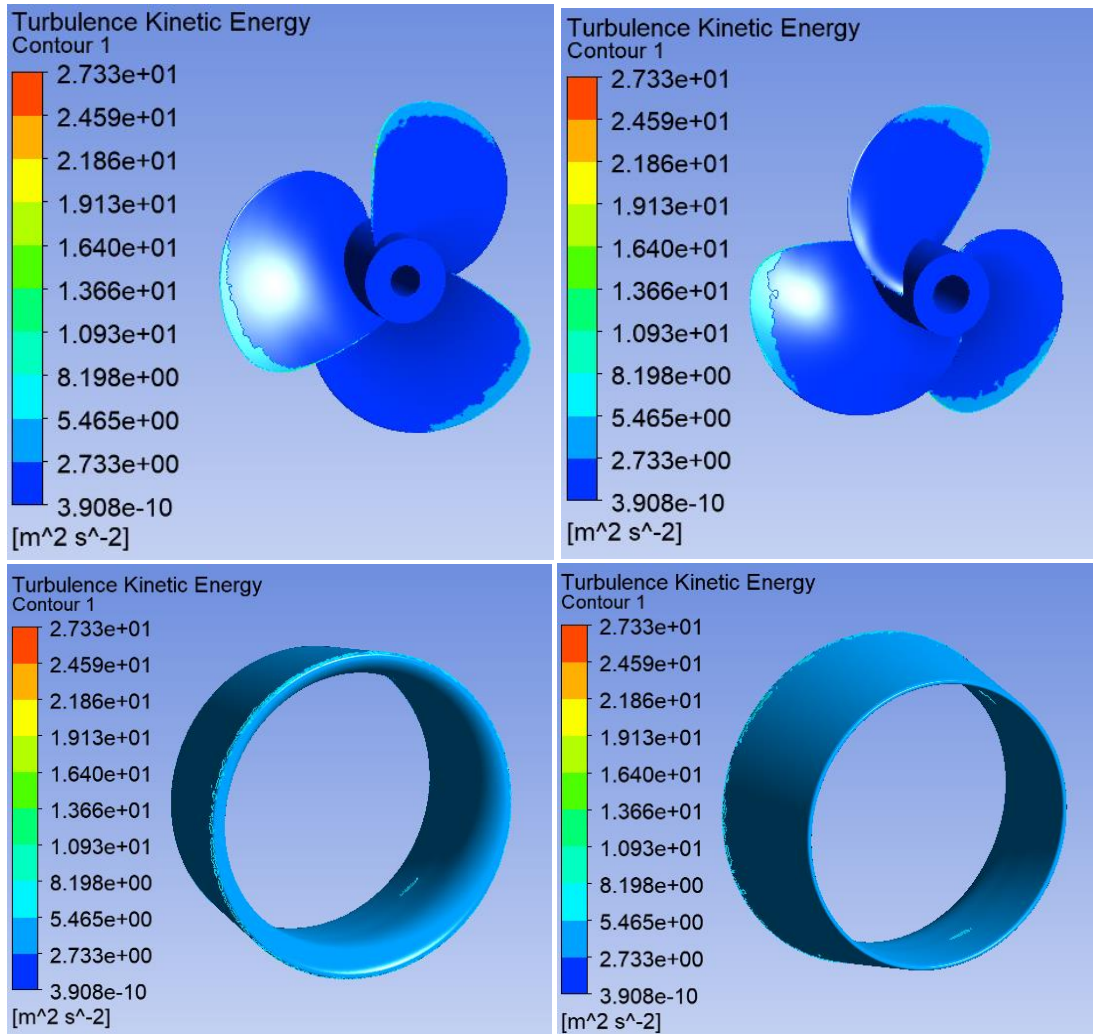 Turbulence Kinetic Energy
Contour 1
2.733e+01
2.459e+01
2.186e+01
1.913e+01
1.640e+01
1.366e+01
1.093e+01
8.198e+00
5.465e+00
2.733e+00
3.908e-10
[m^2 s^-2]
Turbulence Kinetic Energy
Contour 1
2.733e+01
2.459e+01
2.186e+01
1.913e+01
1.640e+01
1.366e+01
1.093e+01
8.198e+00
5.465e+00
2.733e+00
3.908e-10
[m^2 s^-2]
Turbulence Kinetic Energy
Contour 1
2.733e+01
2.459e+01
2.186e+01
1.913e+01
1.640e+01
1.366e+01
1.093e+01
8.198e+00
5.465e+00
2.733e+00
3.908e-10
[m^2 s^-2]
Turbulence Kinetic Energy
Contour 1
2.733e+01
2.459e+01
2.186e+01
1.913e+01
1.640e+01
1.366e+01
1.093e+01
8.198e+00
5.465e+00
2.733e+00
3.908e-10
[m^2 s^-2]